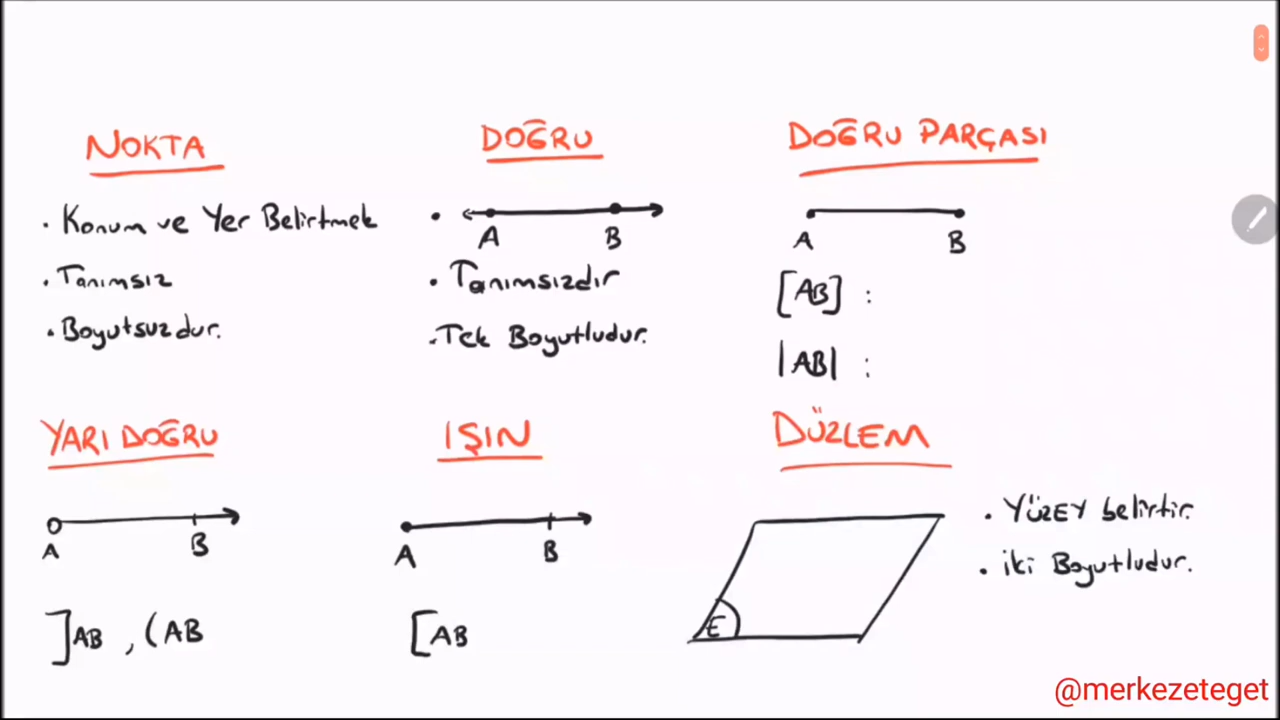 NOKTA
• Konum ve Yer Belirtmek
• Tanımsız
• Boyutsuzdur.
DOĞRU
•
A B
• Tanımsızdır
• Tek Boyutludur.
DOĞRU PARÇASI
A B
[AB] :
|AB| :
YARI DOĞRU
A B
]AB , (AB
IŞIN
A B
[AB
DÜZLEM
E
• YÜZEY belirtir.
• iki Boyutludur.
@merkezeteget